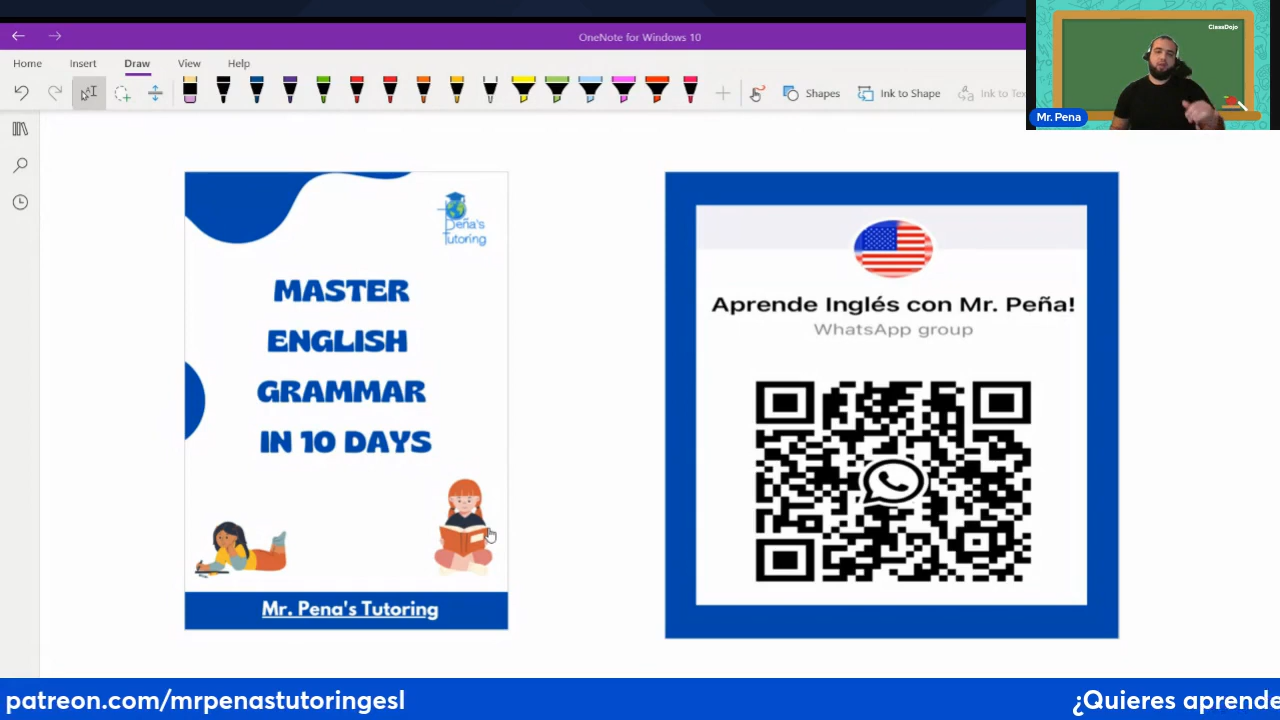 OneNote for Windows 10
Home Insert Draw View Help
Shapes Ink to Shape Ink to
ClassDojo
Mr. Pena
Peña's
Tutoring
MASTER
ENGLISH
GRAMMAR
IN 10 DAYS
Mr. Pena's Tutoring
Aprende Inglés con Mr. Peña!
WhatsApp group
patreon.com/mrpenastutoringesl
¿Quieres aprende